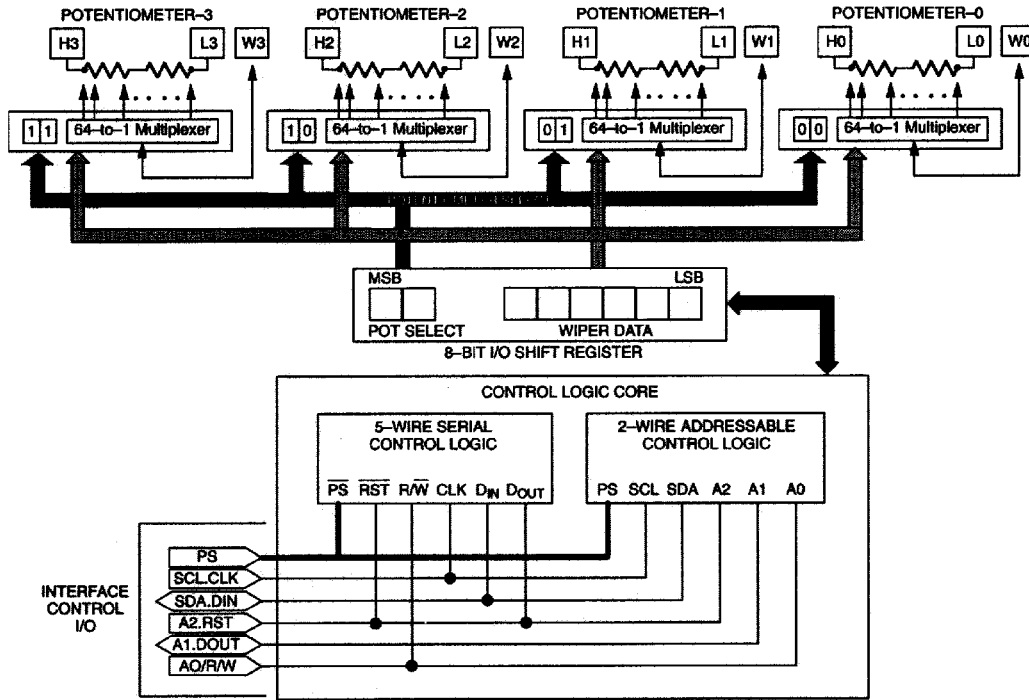 POTENTIOMETER–3 POTENTIOMETER–2 POTENTIOMETER–1 POTENTIOMETER–0
H3 L3 W3 H2 L2 W2 H1 L1 W1 H0 L0 W0
1 1 64–to–1 Multiplexer 1 0 64–to–1 Multiplexer 0 1 64–to–1 Multiplexer 0 0 64–to–1 Multiplexer
MSB LSB
POT SELECT WIPER DATA
8–BIT I/O SHIFT REGISTER
CONTROL LOGIC CORE
5–WIRE SERIAL
CONTROL LOGIC
2–WIRE ADDRESSABLE
CONTROL LOGIC
P̅S̅ R̅S̅T̅ R/W̅ CLK DIN DOUT
PS SCL SDA A2 A1 A0
INTERFACE
CONTROL
I/O
PS
SCL.CLK
SDA.DIN
A2.RST
A1.DOUT
AO/R/W